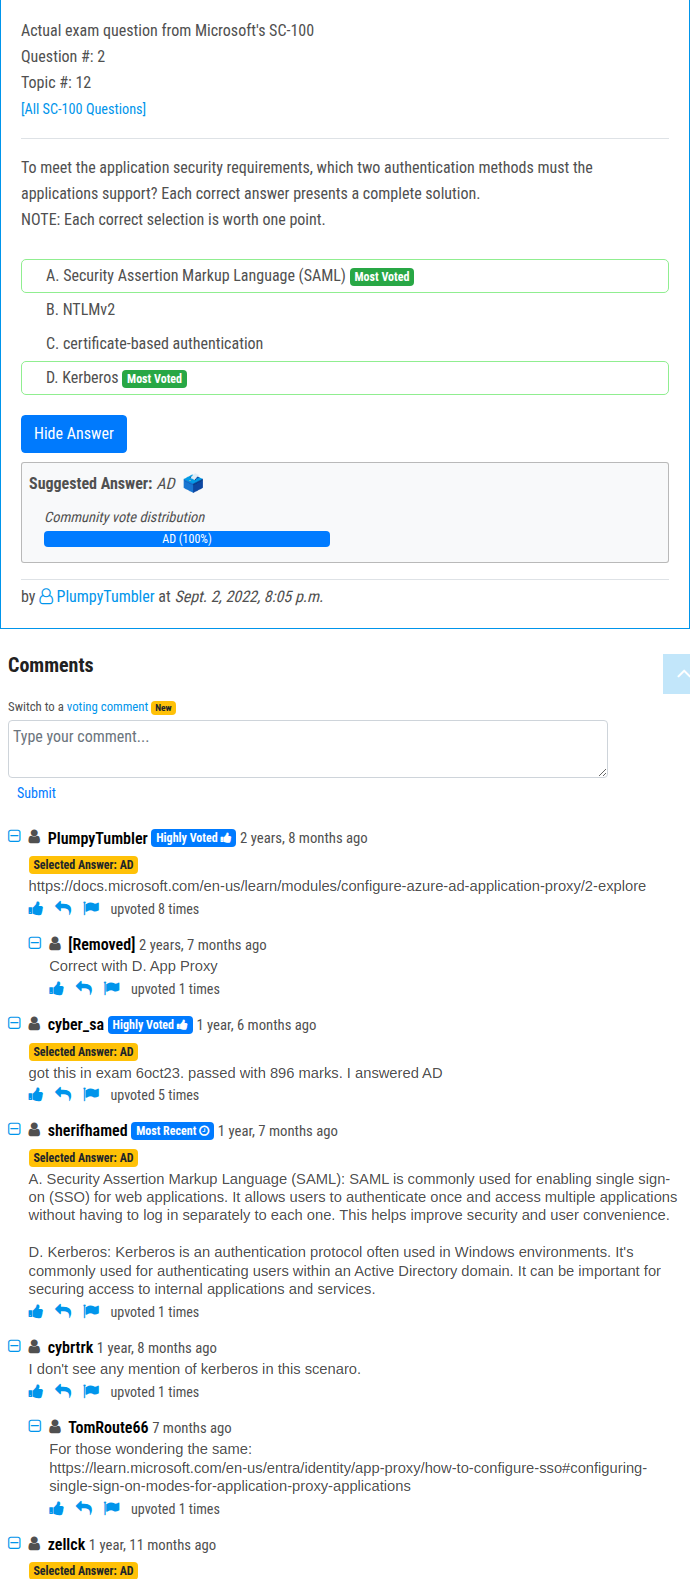 Actual exam question from Microsoft's SC-100
Question #: 2
Topic #: 12
[All SC-100 Questions]
To meet the application security requirements, which two authentication methods must the
applications support? Each correct answer presents a complete solution.
NOTE: Each correct selection is worth one point.
A. Security Assertion Markup Language (SAML) Most Voted
B. NTLMv2
C. certificate-based authentication
D. Kerberos Most Voted
Hide Answer
Suggested Answer: AD
Community vote distribution
AD (100%)
by PlumpyTumbler at Sept. 2, 2022, 8:05 p.m.
Comments
Switch to a voting comment New
Type your comment...
Submit
PlumpyTumbler Highly Voted 2 years, 8 months ago
Selected Answer: AD
https://docs.microsoft.com/en-us/learn/modules/configure-azure-ad-application-proxy/2-explore
upvoted 8 times
[Removed] 2 years, 7 months ago
Correct with D. App Proxy
upvoted 1 times
cyber_sa Highly Voted 1 year, 6 months ago
Selected Answer: AD
got this in exam 6oct23. passed with 896 marks. I answered AD
upvoted 5 times
sherifhamed Most Recent 1 year, 7 months ago
Selected Answer: AD
A. Security Assertion Markup Language (SAML): SAML is commonly used for enabling single sign-
on (SSO) for web applications. It allows users to authenticate once and access multiple applications
without having to log in separately to each one. This helps improve security and user convenience.
D. Kerberos: Kerberos is an authentication protocol often used in Windows environments. It's
commonly used for authenticating users within an Active Directory domain. It can be important for
securing access to internal applications and services.
upvoted 1 times
cybrtrk 1 year, 8 months ago
I don't see any mention of kerberos in this scenaro.
upvoted 1 times
TomRoute66 7 months ago
For those wondering the same:
https://learn.microsoft.com/en-us/entra/identity/app-proxy/how-to-configure-sso#configuring-
single-sign-on-modes-for-application-proxy-applications
upvoted 1 times
zellck 1 year, 11 months ago
Selected Answer: AD